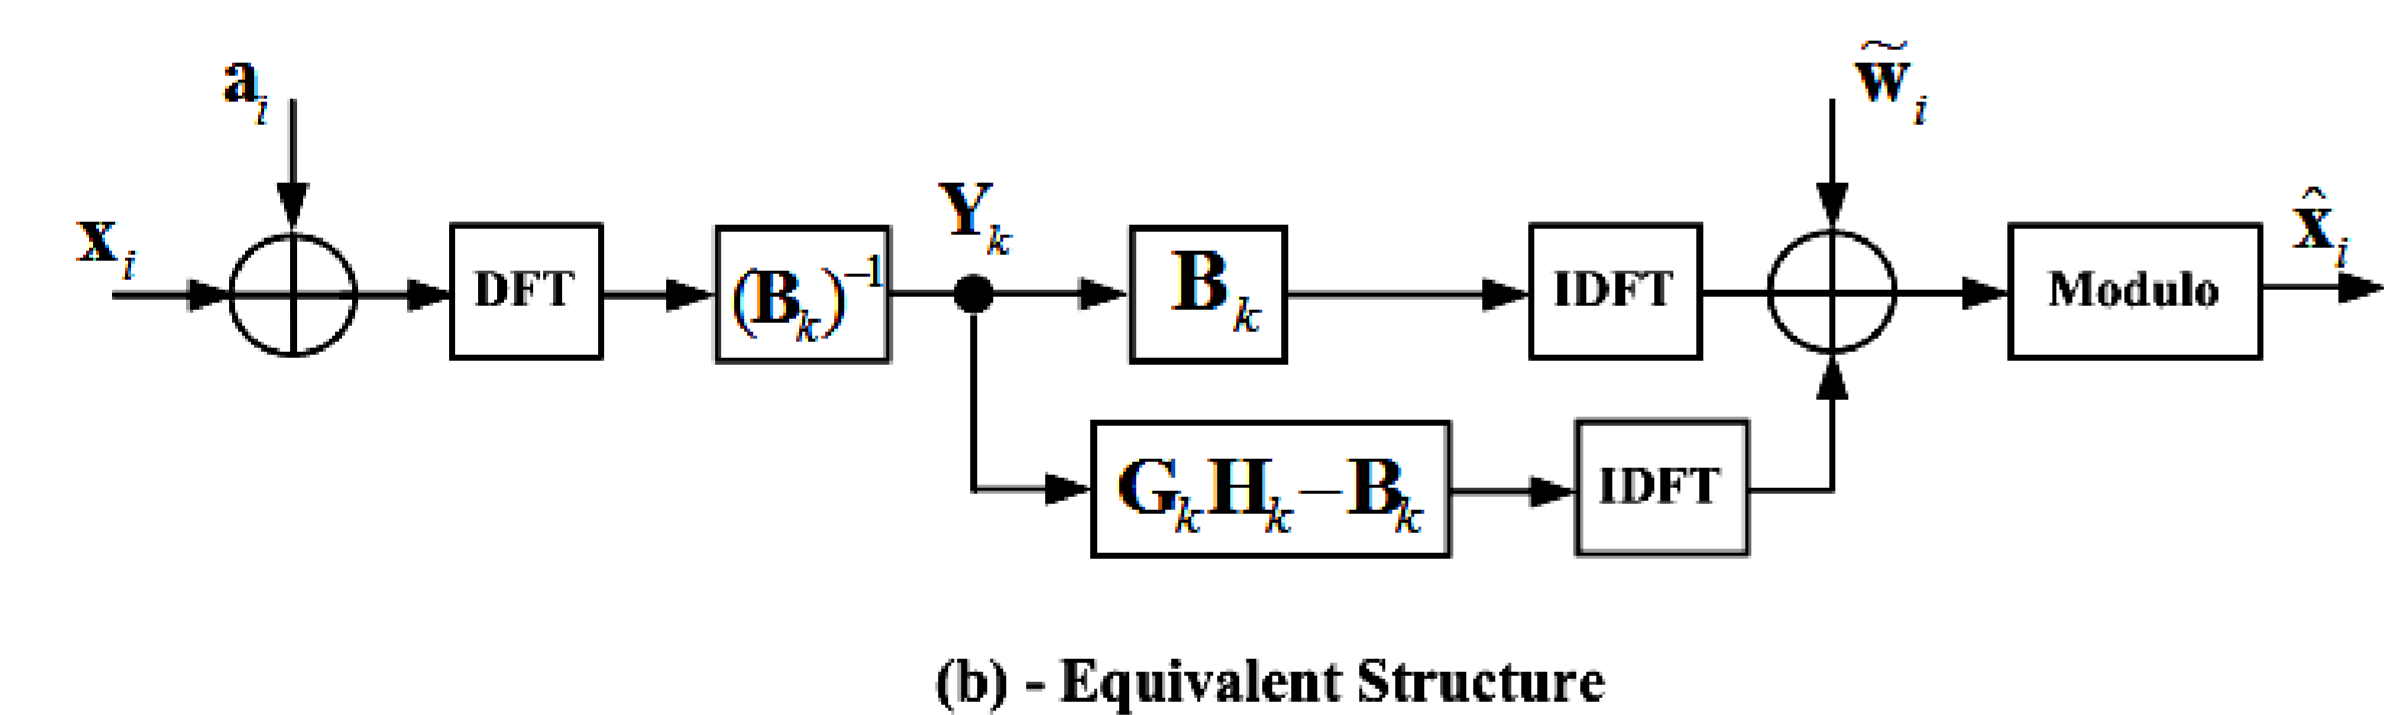 a_i
w̃_i
x_i
DFT
(B_k)^{-1}
Y_k
B_k
IDFT
Modulo
x̂_i
G_k H_k − B_k
IDFT
(b) - Equivalent Structure